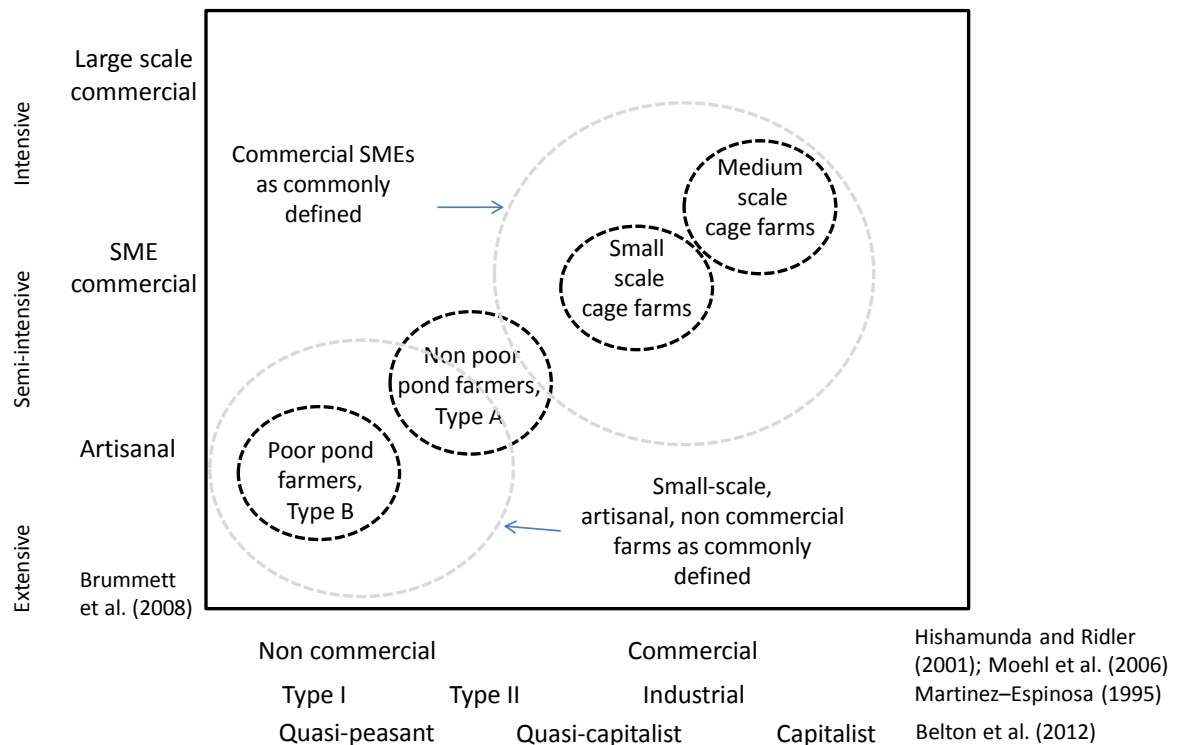 Large scale
commercial
Intensive
Commercial SMEs
as commonly
defined
Medium
scale
cage farms
SME
commercial
Small
scale
cage farms
Semi-intensive
Non poor
pond farmers,
Type A
Artisanal
Poor pond
farmers,
Type B
Small-scale,
artisanal, non commercial
farms as commonly
defined
Extensive
Brummett
et al. (2008)
Non commercial
Commercial
Hishamunda and Ridler
(2001); Moehl et al. (2006)
Type I
Type II
Industrial
Martinez–Espinosa (1995)
Quasi-peasant
Quasi-capitalist
Capitalist
Belton et al. (2012)